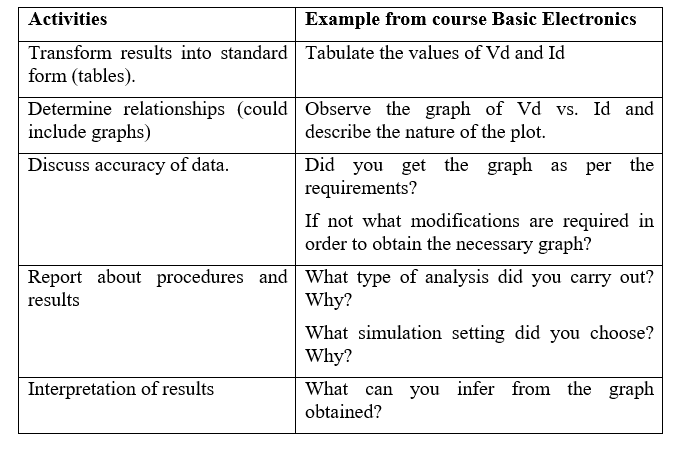 Activities
Example from course Basic Electronics
Transform results into standard
form (tables).
Tabulate the values of Vd and Id
Determine relationships (could
include graphs)
Observe the graph of Vd vs. Id and
describe the nature of the plot.
Discuss accuracy of data.
Did you get the graph as per the
requirements?
If not what modifications are required in
order to obtain the necessary graph?
Report about procedures and
results
What type of analysis did you carry out?
Why?
What simulation setting did you choose?
Why?
Interpretation of results
What can you infer from the graph
obtained?